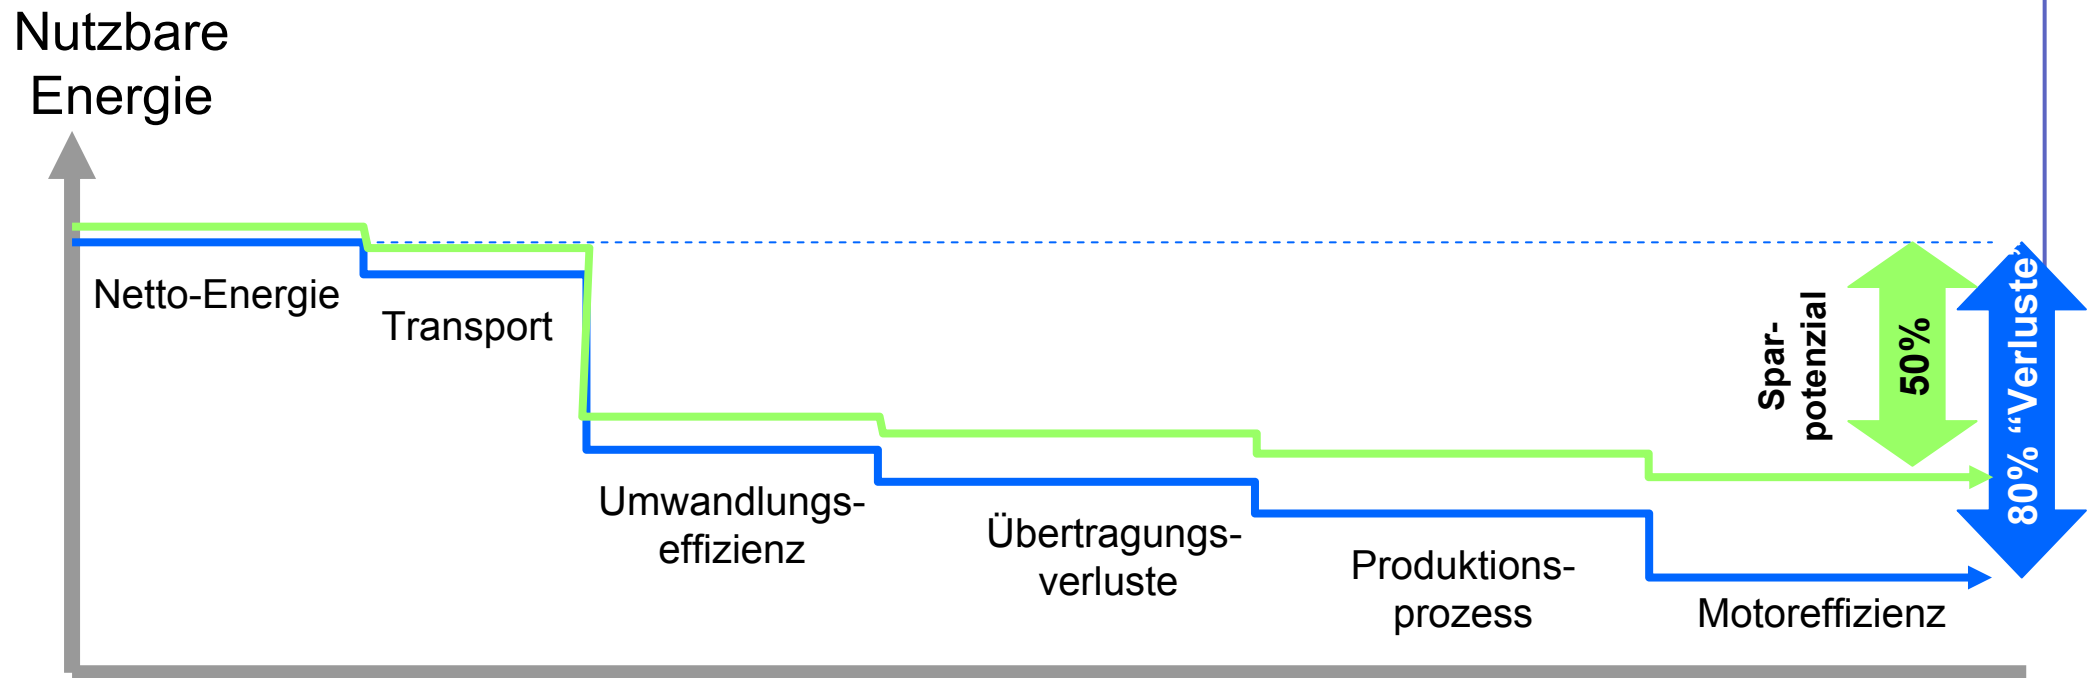 Nutzbare
Energie
Netto-Energie
Transport
Umwandlungs-
effizienz
Übertragungs-
verluste
Produktions-
prozess
Motoreffizienz
Spar-
potenzial
50%
80% “Verluste”